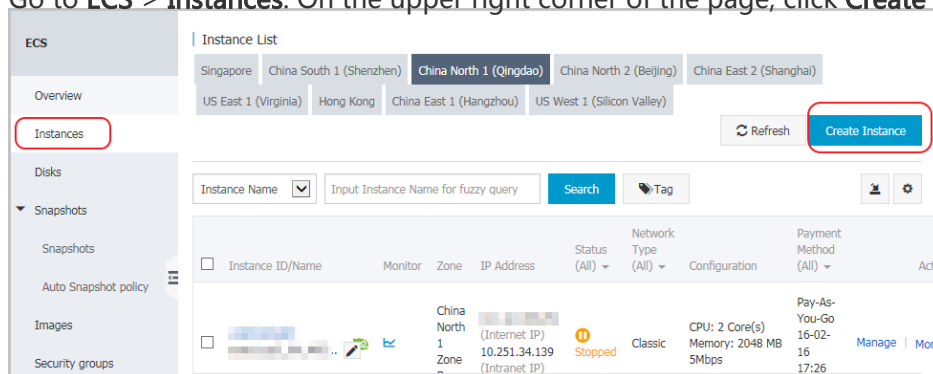 Go to ECS > Instances. On the upper right corner of the page, click Create
ECS
Instance List
Singapore China South 1 (Shenzhen) China North 1 (Qingdao) China North 2 (Beijing) China East 2 (Shanghai)
Overview
US East 1 (Virginia) Hong Kong China East 1 (Hangzhou) US West 1 (Silicon Valley)
Instances
Refresh Create Instance
Disks
Instance Name Input Instance Name for fuzzy query Search Tag
Snapshots
Snapshots
Auto Snapshot policy
Images
Security groups
Instance ID/Name Monitor Zone IP Address Status (All) Network Type (All) Configuration Payment Method (All)
China North 1 Zone
(Internet IP)
10.251.34.139
(Intranet IP)
Stopped
Classic
CPU: 2 Core(s)
Memory: 2048 MB
5Mbps
Pay-As-
You-Go
16-02-
16
17:26
Manage